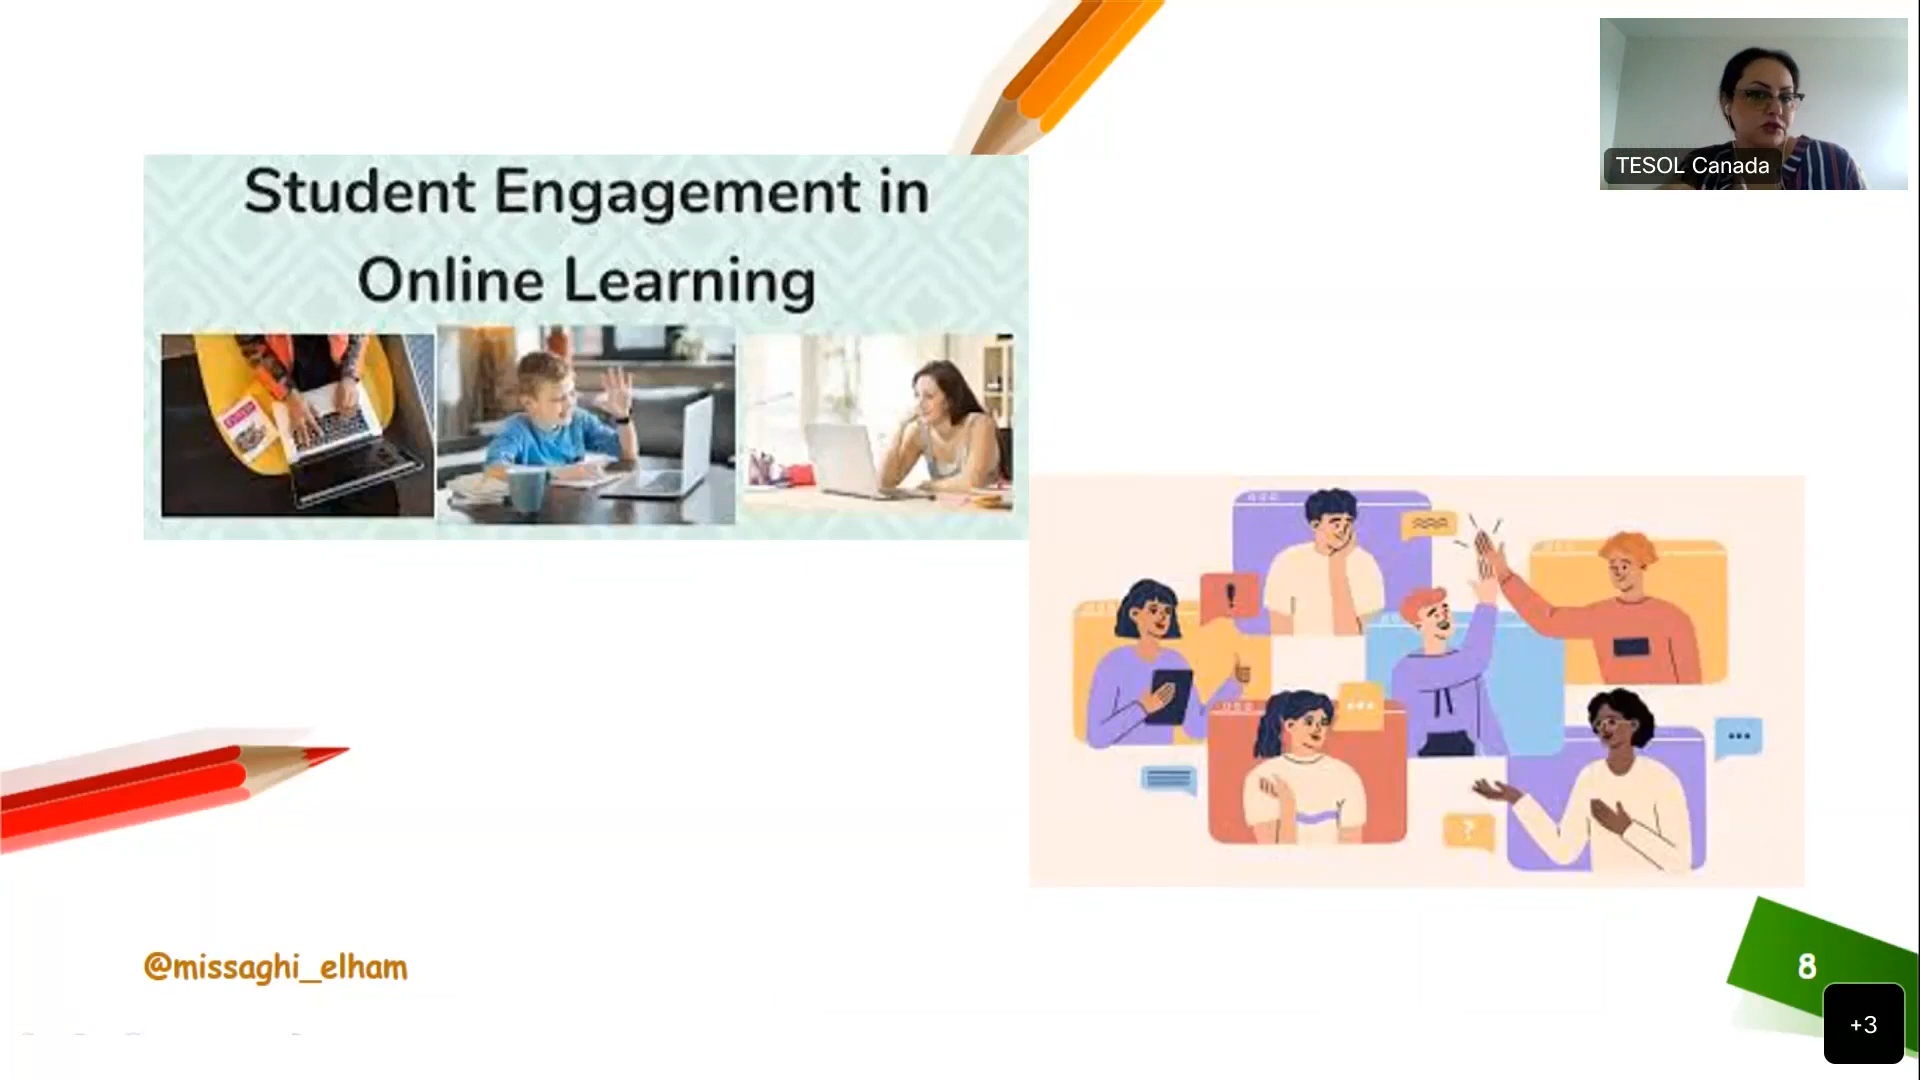 TESOL Canada
Student Engagement in
Online Learning
@missaghi_elham
8
+3